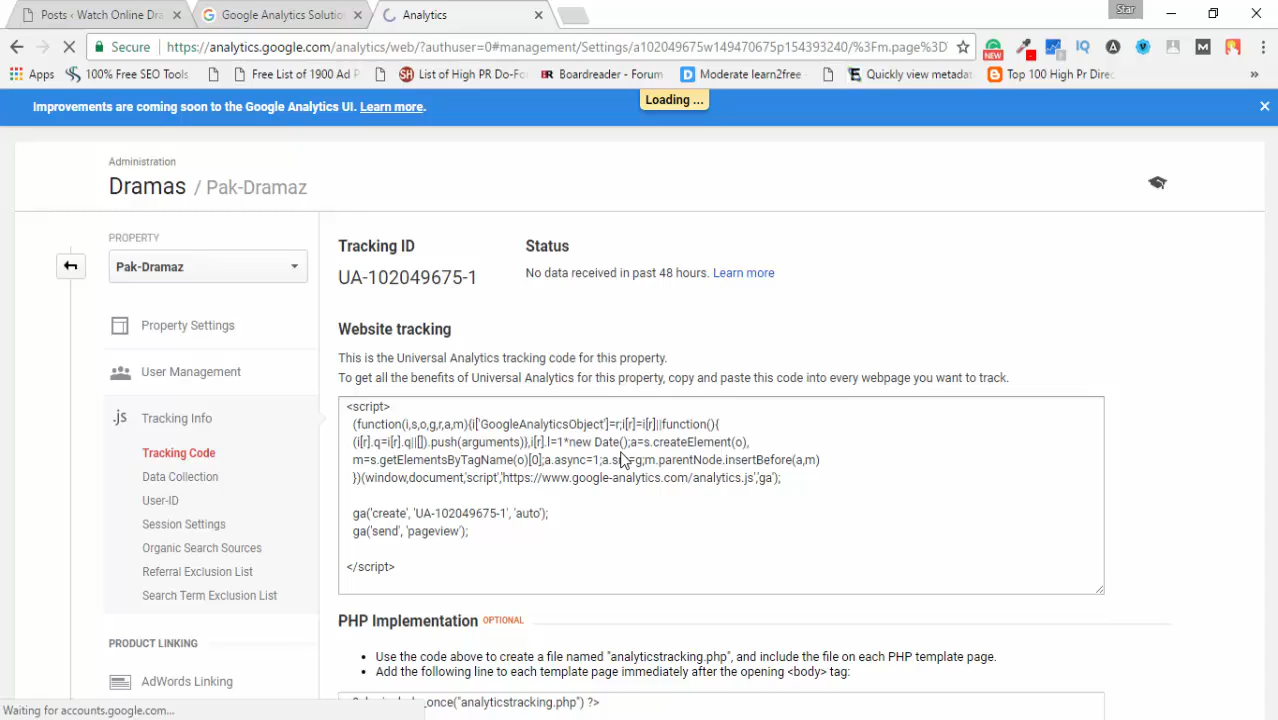 Posts ‹ Watch Online Dra
Google Analytics Solutio
Analytics
Star
Secure
https://analytics.google.com/analytics/web/?authuser=0#management/Settings/a102049675w149470675p154393240/%3Fm.page%3D
NEW
Apps
100% Free SEO Tools
Free List of 1900 Ad P
List of High PR Do-Fo
Boardreader - Forum
Moderate learn2free
Quickly view metadat
Top 100 High Pr Direc
»
Improvements are coming soon to the Google Analytics UI. Learn more.
Loading ...
Administration
Dramas / Pak-Dramaz
PROPERTY
Pak-Dramaz
Property Settings
User Management
.js Tracking Info
Tracking Code
Data Collection
User-ID
Session Settings
Organic Search Sources
Referral Exclusion List
Search Term Exclusion List
PRODUCT LINKING
AdWords Linking
Tracking ID
UA-102049675-1
Status
No data received in past 48 hours. Learn more
Website tracking
This is the Universal Analytics tracking code for this property.
To get all the benefits of Universal Analytics for this property, copy and paste this code into every webpage you want to track.
<script>
(function(i,s,o,g,r,a,m){i['GoogleAnalyticsObject']=r;i[r]=i[r]||function(){
(i[r].q=i[r].q||[]).push(arguments)},i[r].l=1*new Date();a=s.createElement(o),
m=s.getElementsByTagName(o)[0];a.async=1;a.src=g;m.parentNode.insertBefore(a,m)
})(window,document,'script','https://www.google-analytics.com/analytics.js','ga');
ga('create', 'UA-102049675-1', 'auto');
ga('send', 'pageview');
</script>
PHP Implementation OPTIONAL
• Use the code above to create a file named "analyticstracking.php", and include the file on each PHP template page.
• Add the following line to each template page immediately after the opening <body> tag:
_once("analyticstracking.php") ?>
Waiting for accounts.google.com...